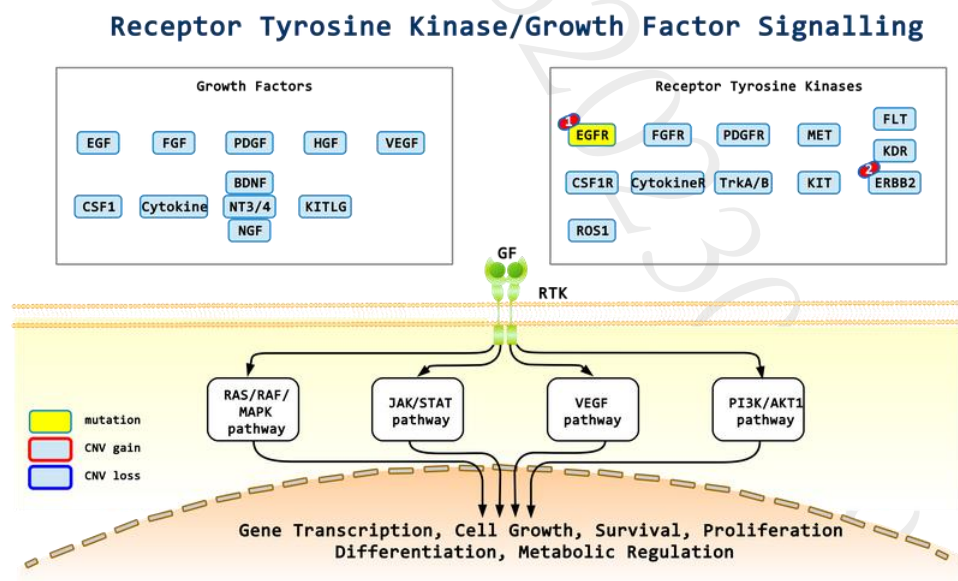 Receptor Tyrosine Kinase/Growth Factor Signalling
Growth Factors
EGF
FGF
PDGF
HGF
VEGF
BDNF
CSF1
Cytokine
NT3/4
KITLG
NGF
Receptor Tyrosine Kinases
1
EGFR
FGFR
PDGFR
MET
FLT
KDR
2
CSF1R
CytokineR
TrkA/B
KIT
ERBB2
ROS1
GF
RTK
RAS/RAF/
MAPK
pathway
JAK/STAT
pathway
VEGF
pathway
PI3K/AKT1
pathway
mutation
CNV gain
CNV loss
Gene Transcription, Cell Growth, Survival, Proliferation
Differentiation, Metabolic Regulation